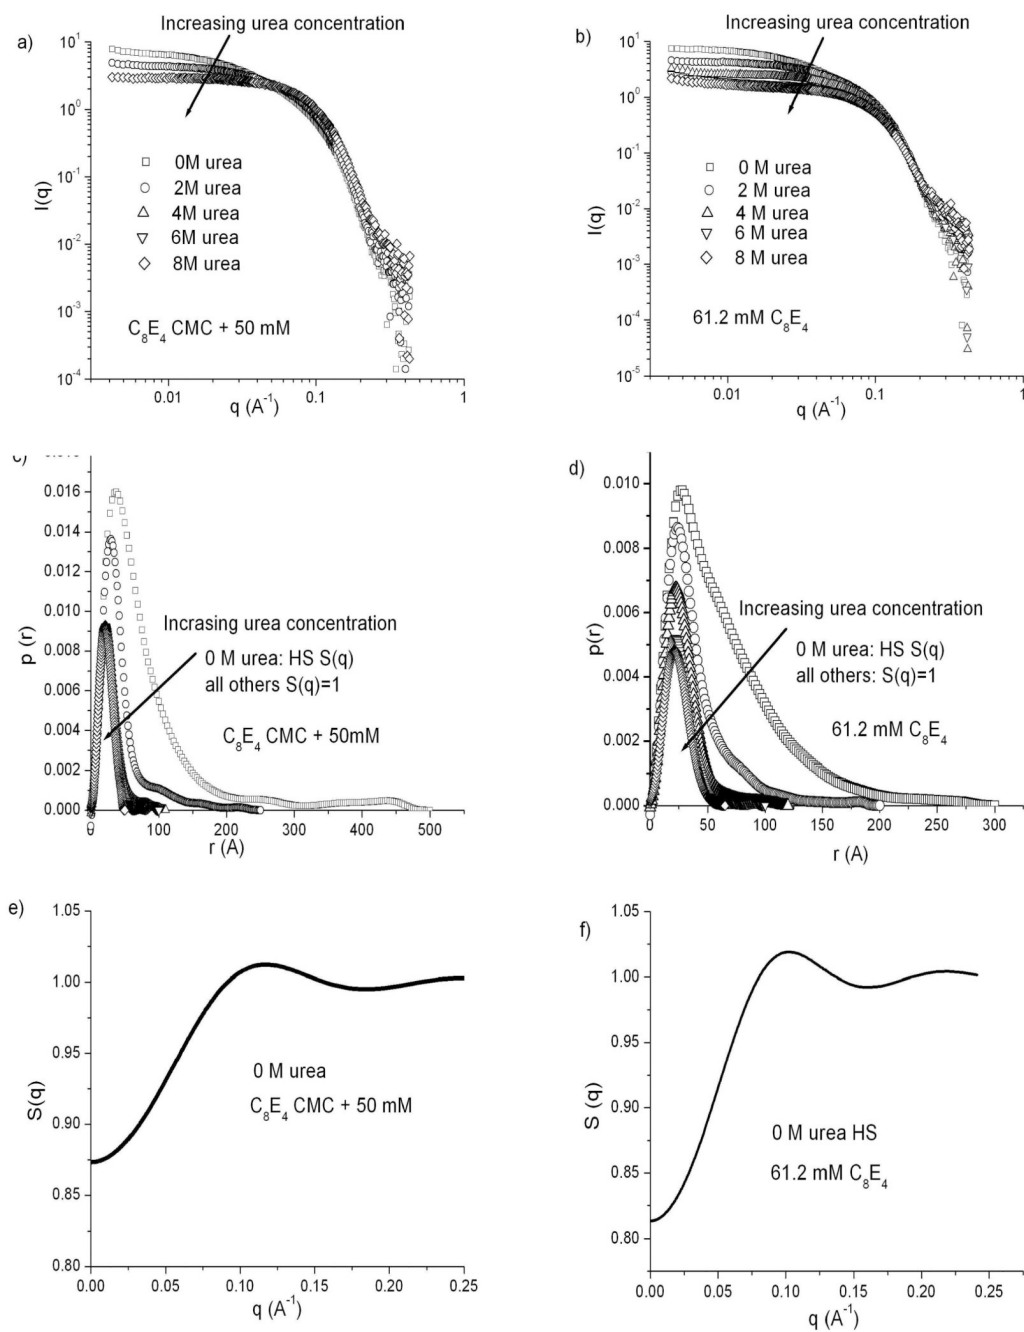 a)
Increasing urea concentration
10^1
10^0
10^-1
10^-2
10^-3
10^-4
I(q)
0M urea
2M urea
4M urea
6M urea
8M urea
C8E4 CMC + 50 mM
0.01
0.1
1
q (A^-1)
b)
Increasing urea concentration
10^1
10^0
10^-1
10^-2
10^-3
10^-4
10^-5
I(q)
0 M urea
2 M urea
4 M urea
6 M urea
8 M urea
61.2 mM C8E4
0.01
0.1
1
q (A^-1)
0.016
0.014
0.012
0.010
0.008
0.006
0.004
0.002
0.000
p (r)
Incrasing urea concentration
0 M urea: HS S(q)
all others S(q)=1
C8E4 CMC + 50mM
0
100
200
300
400
500
r (A)
d)
0.010
0.008
0.006
0.004
0.002
0.000
p(r)
Increasing urea concentration
0 M urea: HS S(q)
all others: S(q)=1
61.2 mM C8E4
0
50
100
150
200
250
300
r (A)
e)
1.05
1.00
0.95
0.90
0.85
0.80
S(q)
0 M urea
C8E4 CMC + 50 mM
0.00
0.05
0.10
0.15
0.20
0.25
q (A^-1)
f)
1.05
1.00
0.95
0.90
0.85
0.80
S (q)
0 M urea HS
61.2 mM C8E4
0.00
0.05
0.10
0.15
0.20
0.25
q (A^-1)